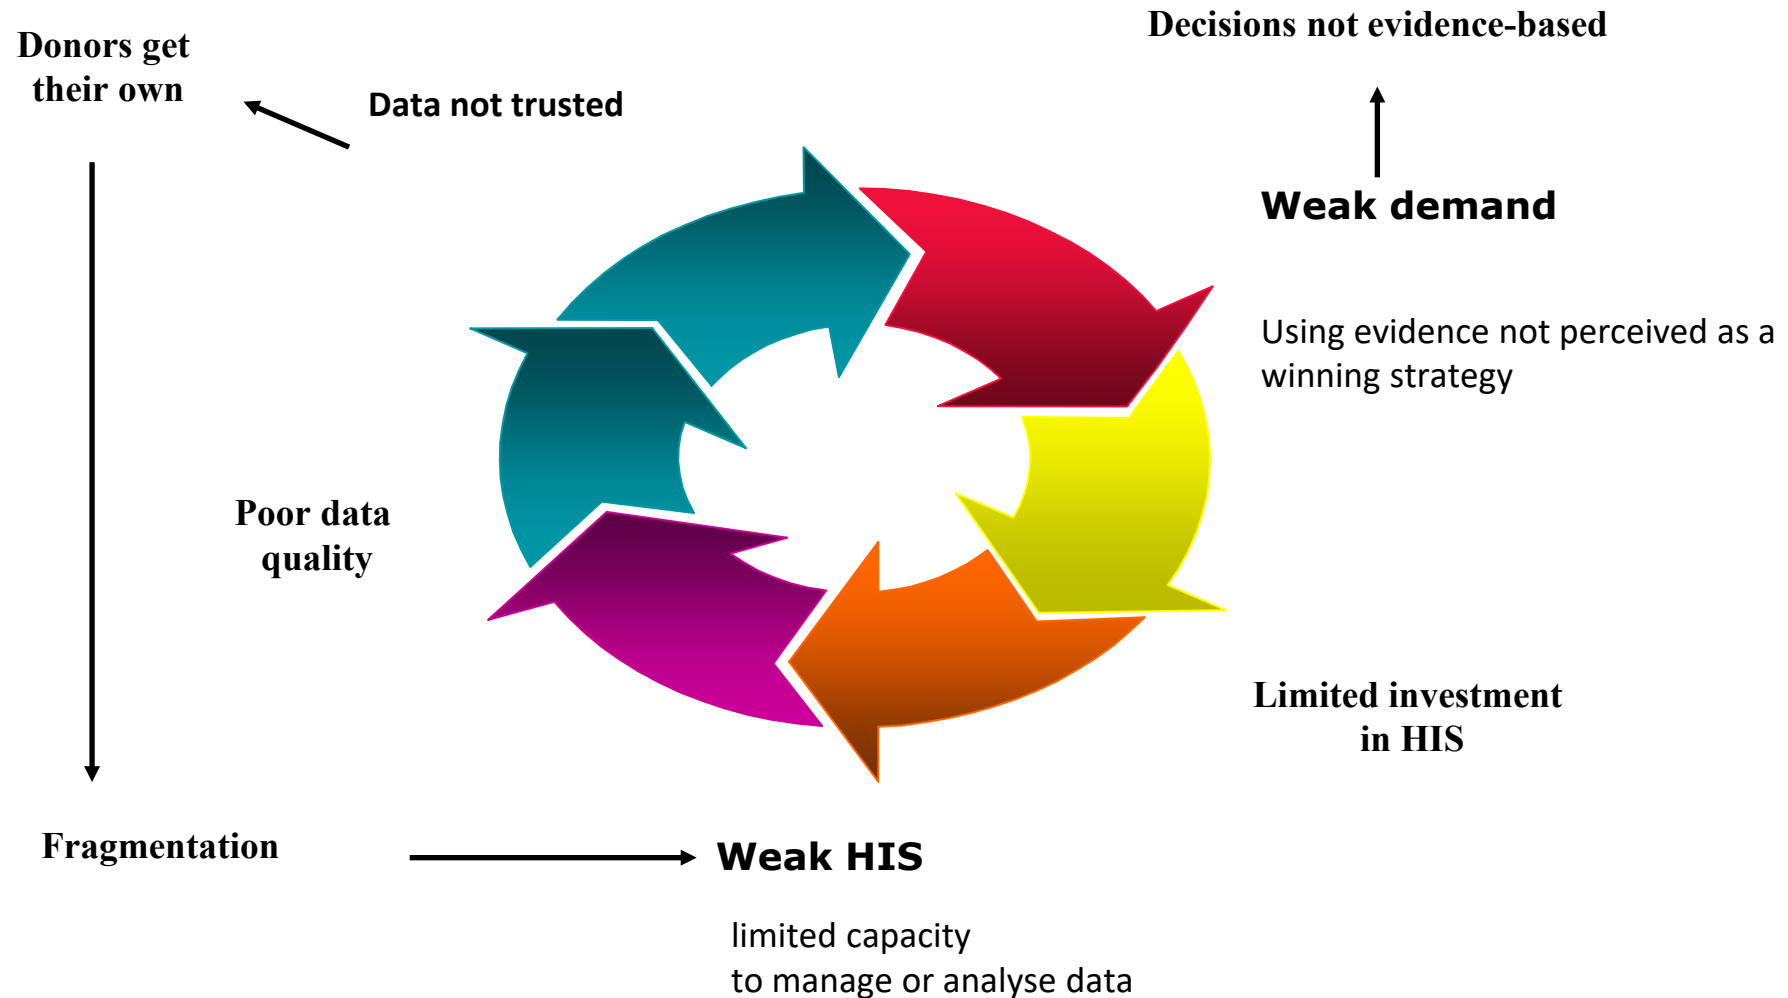 Decisions not evidence-based
Donors get
their own
Data not trusted
Weak demand
Using evidence not perceived as a
winning strategy
Poor data
quality
Limited investment
in HIS
Fragmentation
Weak HIS
limited capacity
to manage or analyse data